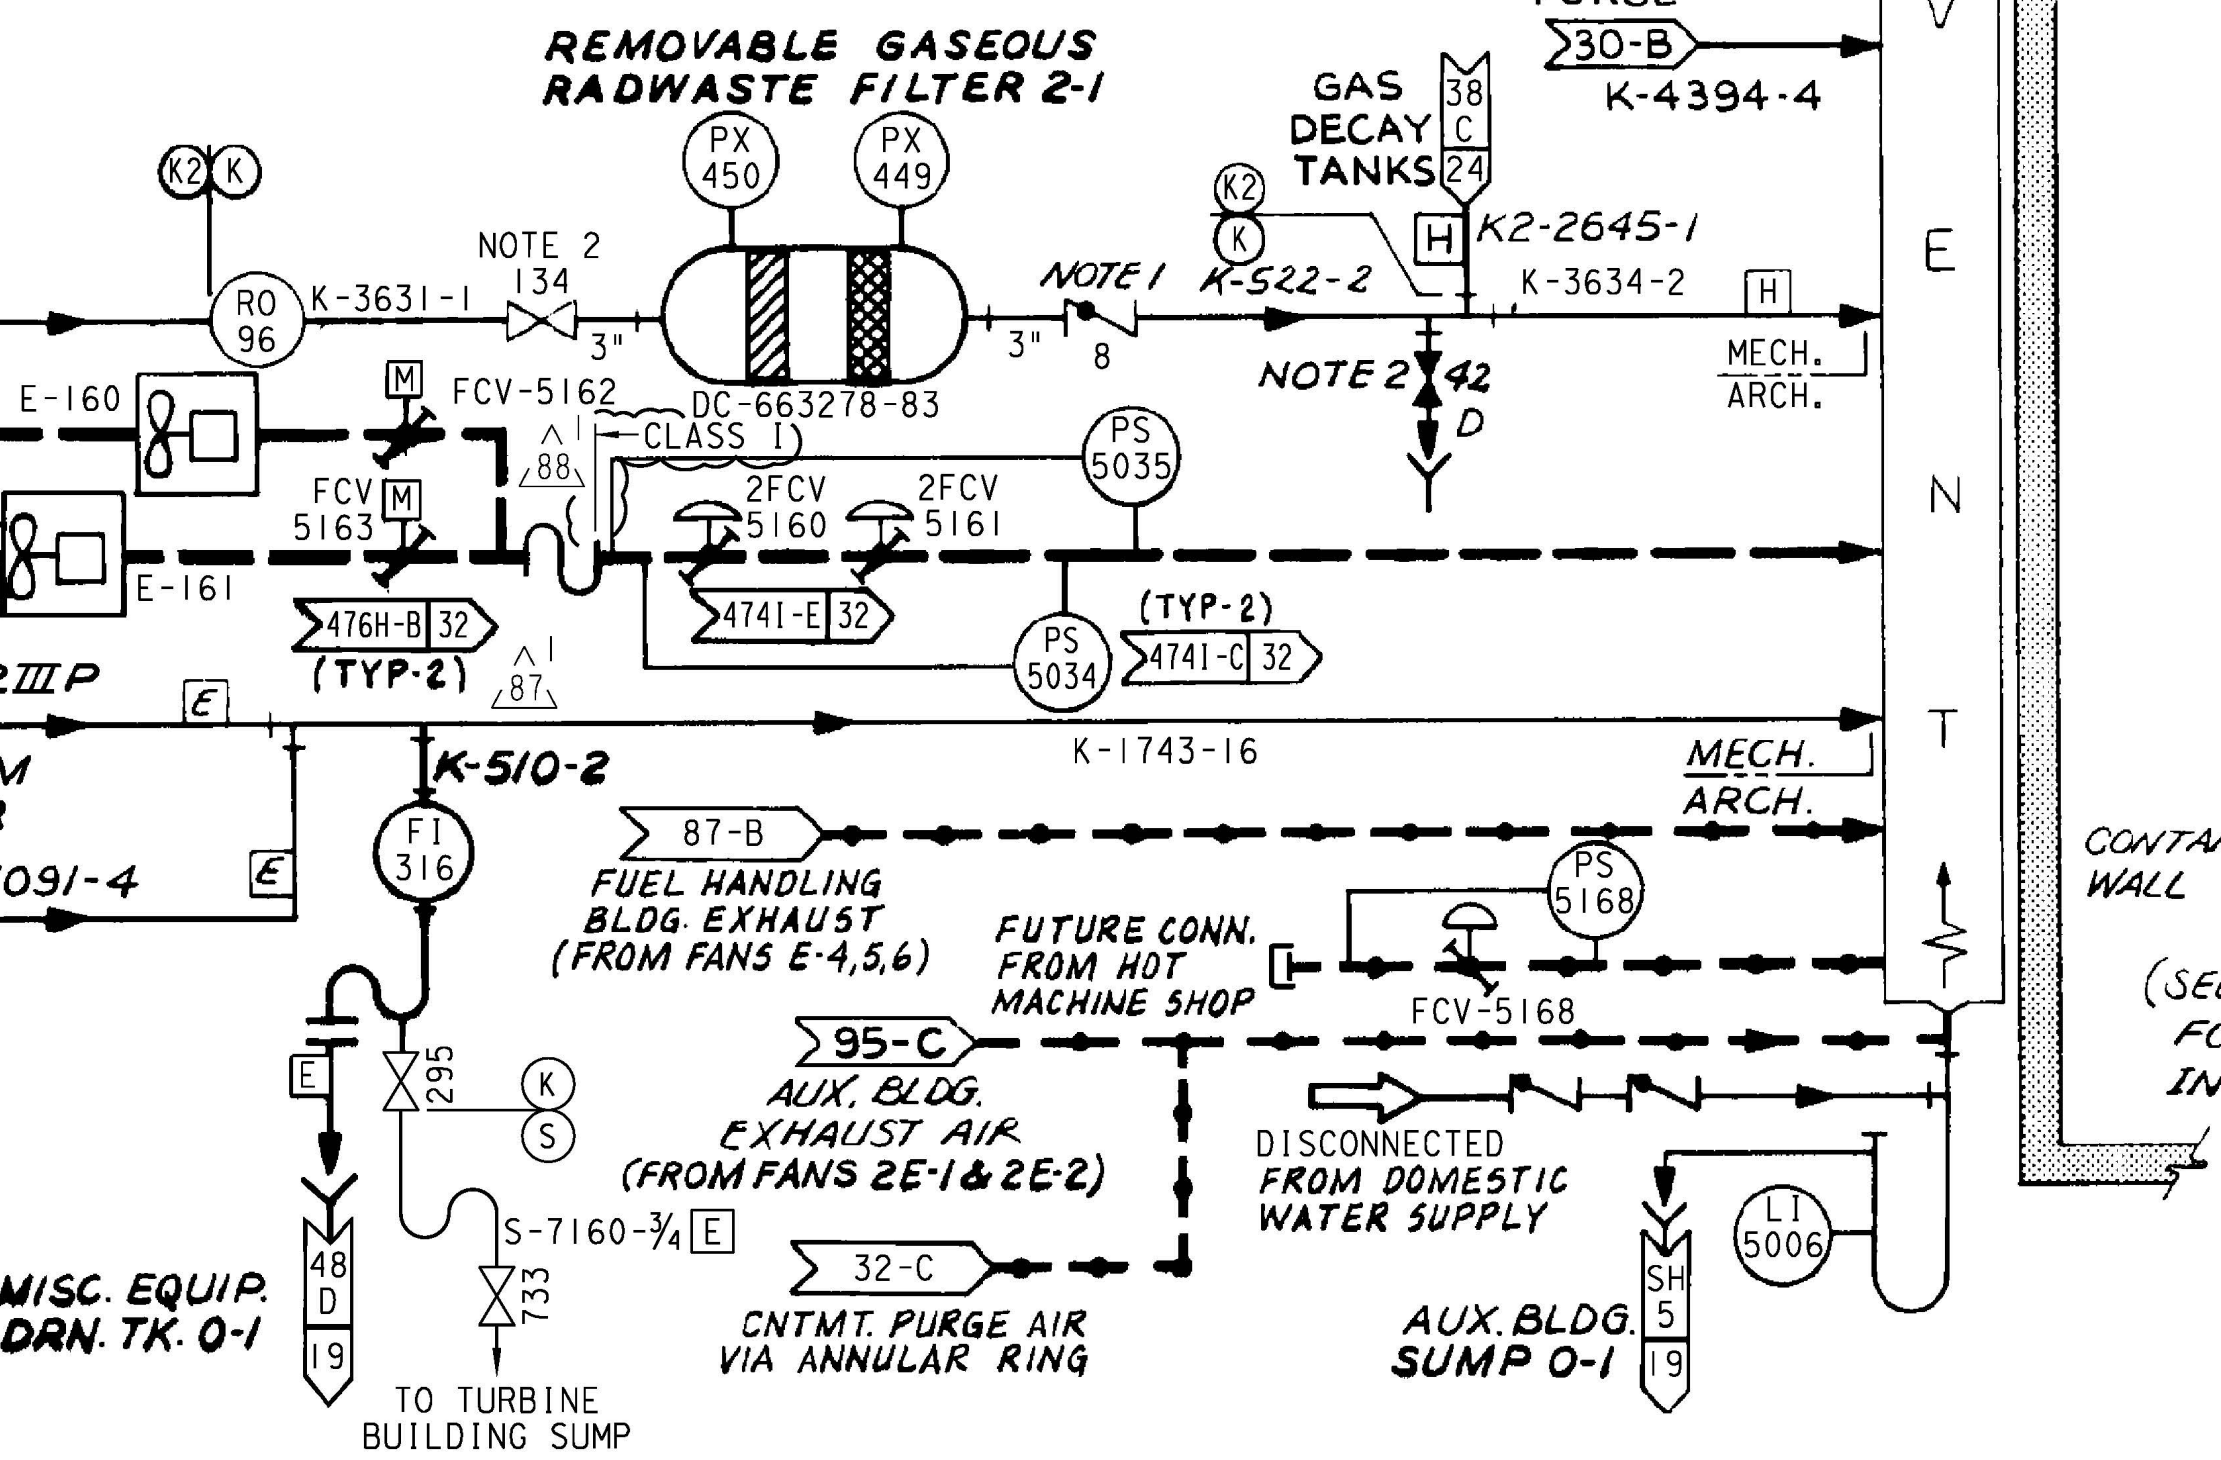 REMOVABLE GASEOUS
RADWASTE FILTER 2-1
30-B
K-4394-4
GAS
DECAY
TANKS
38
C
24
PX
450
PX
449
K2
K
K2
K
H
K2-2645-1
NOTE 2
134
RO
96
K-3631-1
3"
3"
NOTE 1
8
K-522-2
K-3634-2
H
MECH.
ARCH.
NOTE 2
42
D
DC-663278-83
E-160
M
FCV-5162
1
88
CLASS I
PS
5035
FCV
5163
M
2FCV
5160
2FCV
5161
E-161
476H-B
32
(TYP-2)
474I-E
32
(TYP-2)
474I-C
32
PS
5034
1
87
V
E
N
T
E
K-1743-16
K-510-2
MECH.
ARCH.
FI
316
091-4
E
87-B
FUEL HANDLING
BLDG. EXHAUST
(FROM FANS E-4,5,6)
PS
5168
FUTURE CONN.
FROM HOT
MACHINE SHOP
FCV-5168
WALL
95-C
AUX. BLDG.
EXHAUST AIR
(FROM FANS 2E-1 & 2E-2)
E
295
K
S
DISCONNECTED
FROM DOMESTIC
WATER SUPPLY
S-7160-3/4
E
32-C
CNTMT. PURGE AIR
VIA ANNULAR RING
LI
5006
MISC. EQUIP.
DRN. TK. 0-1
48
D
19
733
TO TURBINE
BUILDING SUMP
AUX. BLDG.
SUMP 0-1
SH
5
19